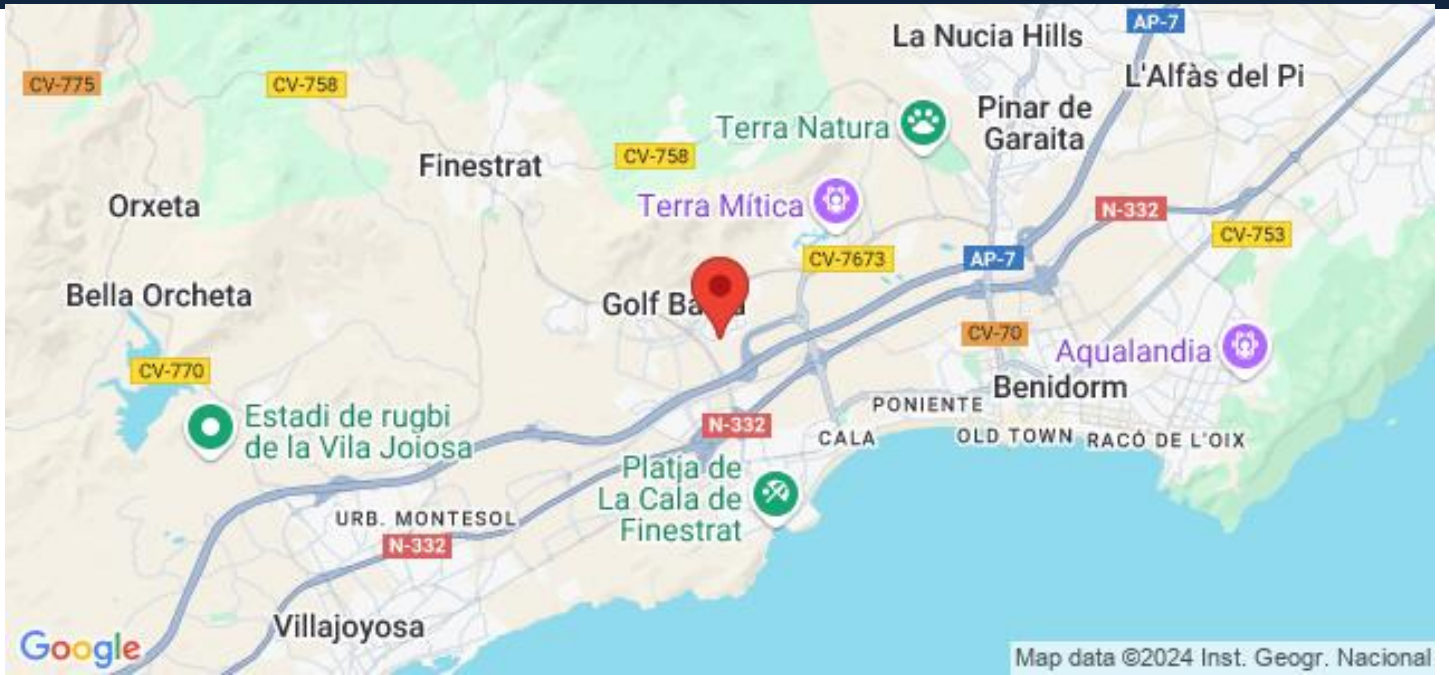 La Nucia Hills
AP-7
CV-775
CV-758
L'Alfàs del Pi
Terra Natura
Pinar de
Garaita
Finestrat
CV-758
Orxeta
Terra Mítica
N-332
CV-753
CV-7673
AP-7
Bella Orcheta
Golf
CV-70
Aqualandia
CV-770
Benidorm
PONIENTE
Estadi de rugbi
de la Vila Joiosa
N-332
CALA
OLD TOWN
RACÓ DE L'OIX
Platja de
La Cala de
Finestrat
URB. MONTESOL
N-332
Villajoyosa
Google
Map data ©2024 Inst. Geogr. Nacional